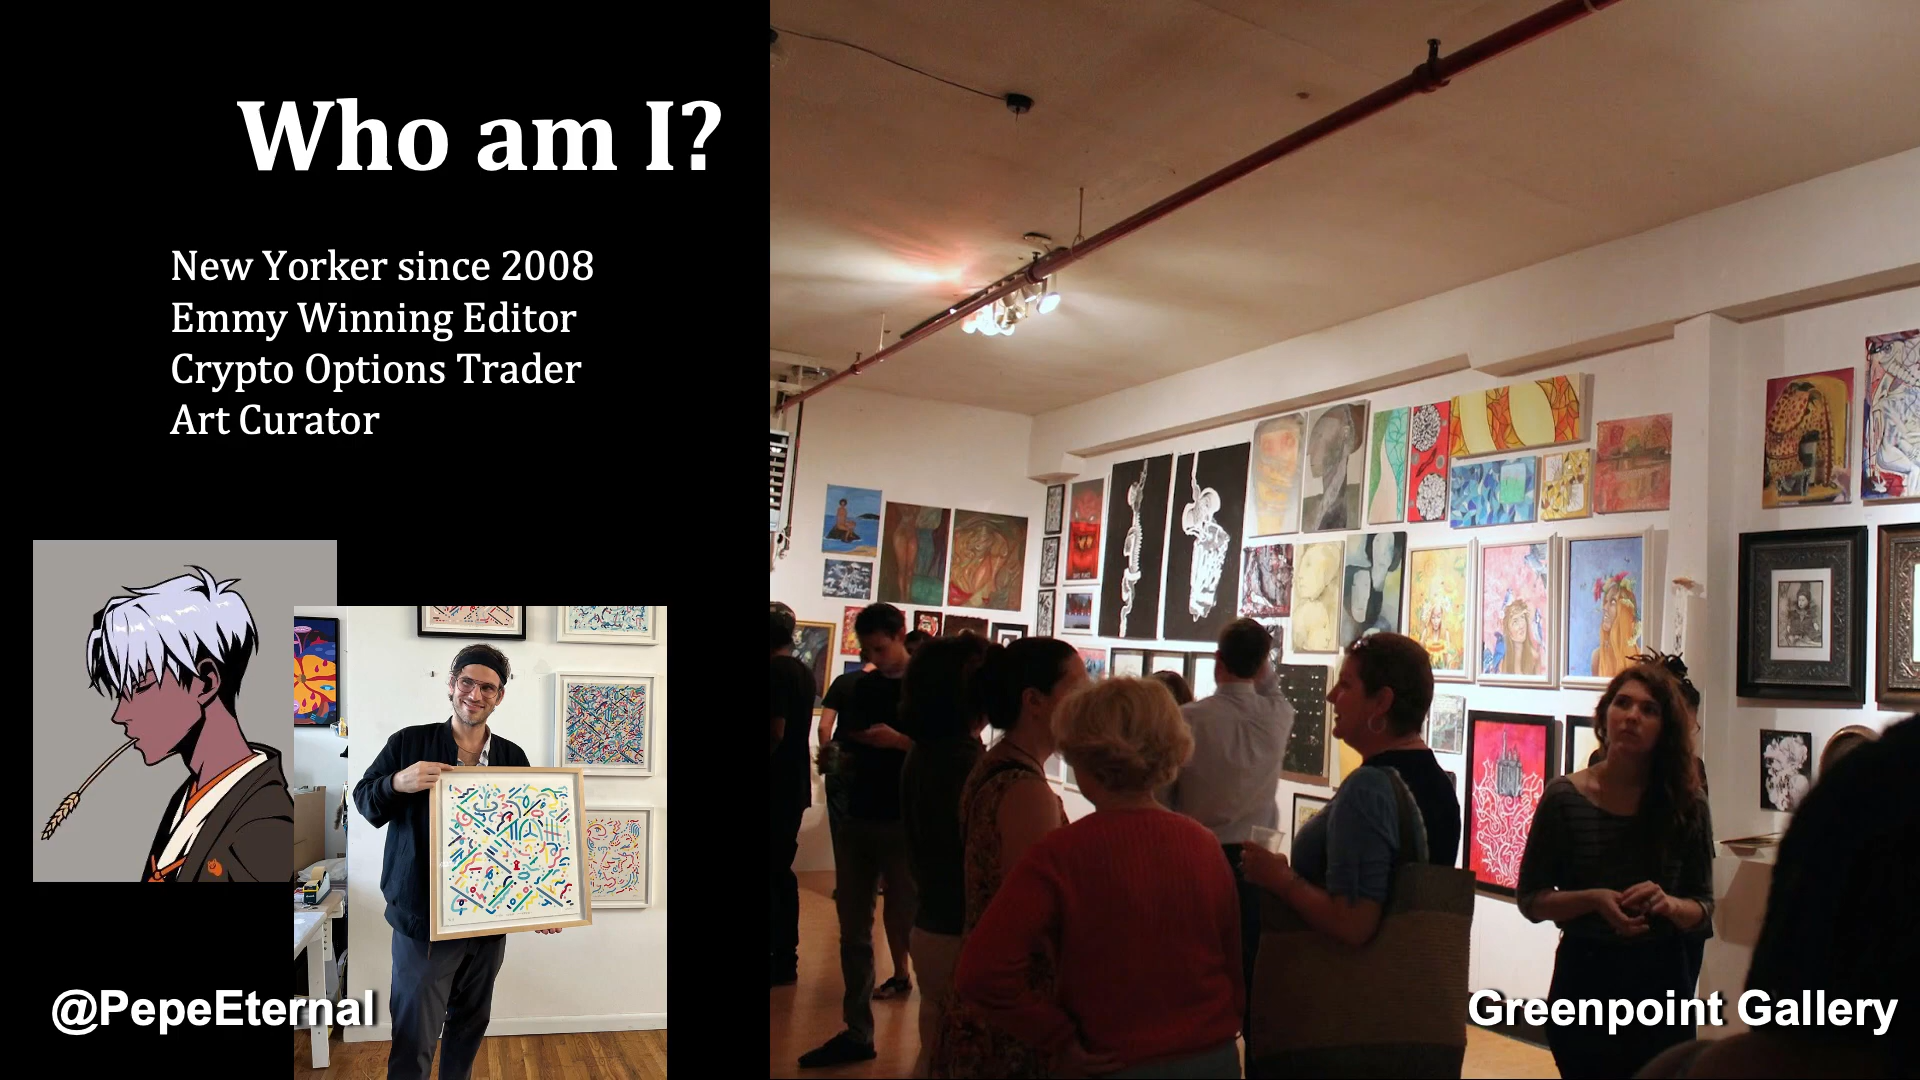 Who am I?
New Yorker since 2008
Emmy Winning Editor
Crypto Options Trader
Art Curator
@PepeEternal
Greenpoint Gallery